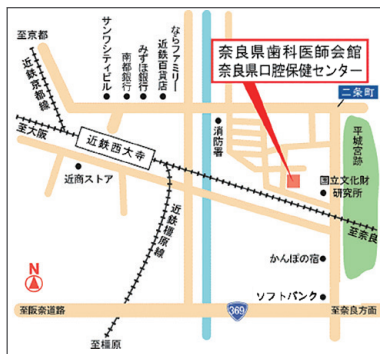 至京都
近鉄京都線
サンワシティビル
南都銀行
みずほ銀行
近鉄百貨店
ならファミリー
奈良県歯科医師会館
奈良県口腔保健センター
二条町
至大阪
近鉄西大寺
消防署
平城宮跡
近商ストア
国立文化財
研究所
近鉄橿原線
至奈良
かんぽの宿
N
ソフトバンク
至阪奈道路
369
至奈良方面
至橿原